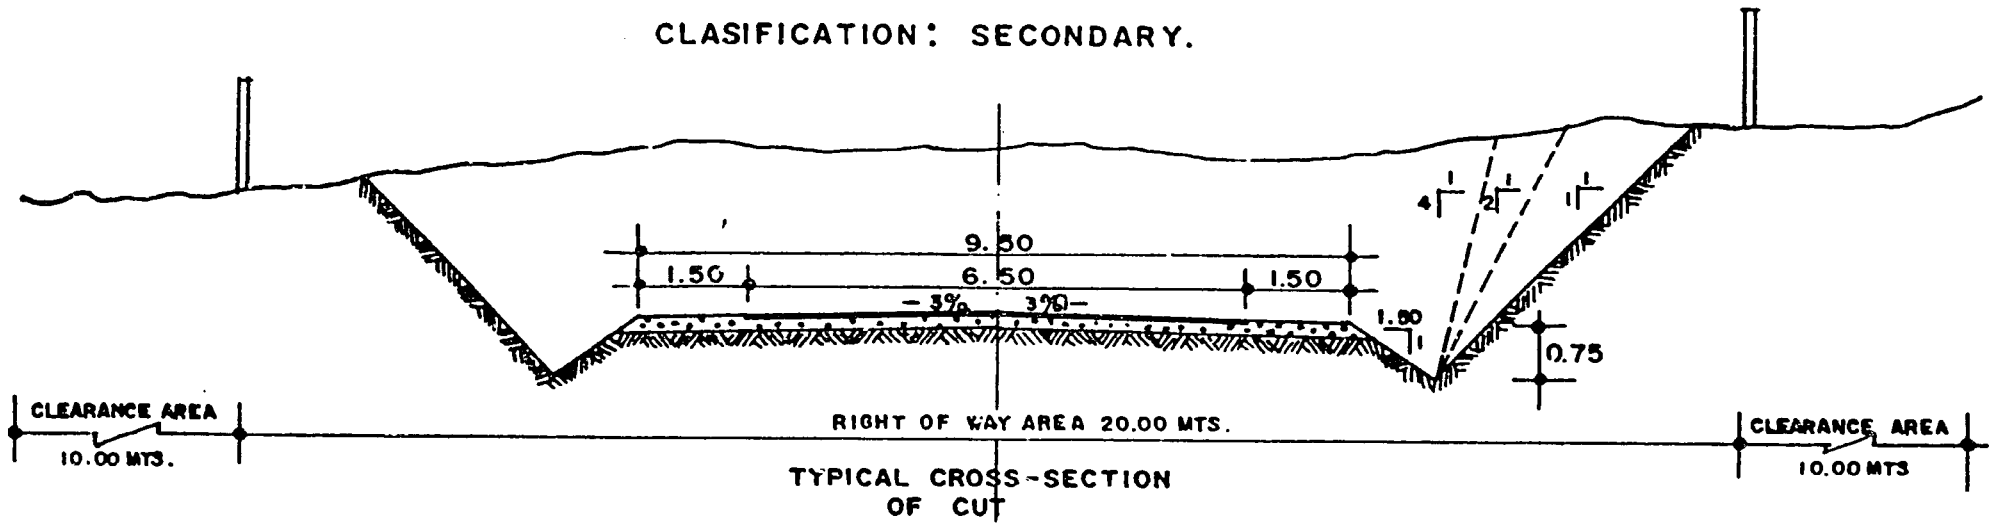 CLASIFICATION: SECONDARY.
4 1 2 1 1 1
9.50
1.50 6.50 1.50
3% 3%
1.50
1
0.75
CLEARANCE AREA
10.00 MTS.
RIGHT OF WAY AREA 20.00 MTS.
CLEARANCE AREA
10.00 MTS
TYPICAL CROSS-SECTION
OF CUT